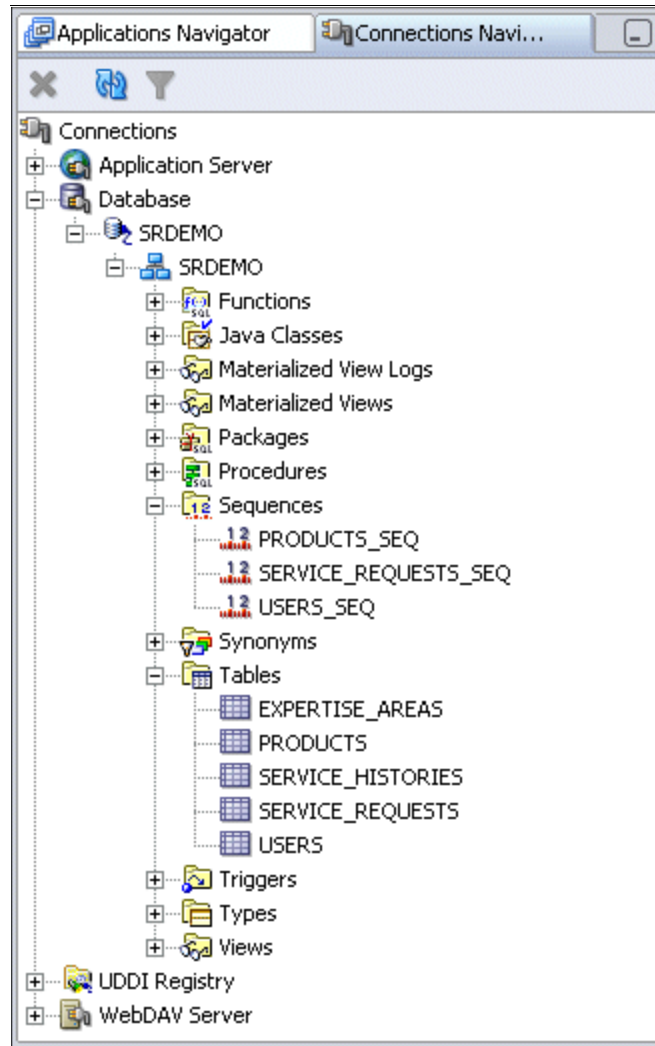 Applications Navigator Connections Navi...
Connections
Application Server
Database
SRDEMO
SRDEMO
Functions
Java Classes
Materialized View Logs
Materialized Views
Packages
Procedures
Sequences
PRODUCTS_SEQ
SERVICE_REQUESTS_SEQ
USERS_SEQ
Synonyms
Tables
EXPERTISE_AREAS
PRODUCTS
SERVICE_HISTORIES
SERVICE_REQUESTS
USERS
Triggers
Types
Views
UDDI Registry
WebDAV Server